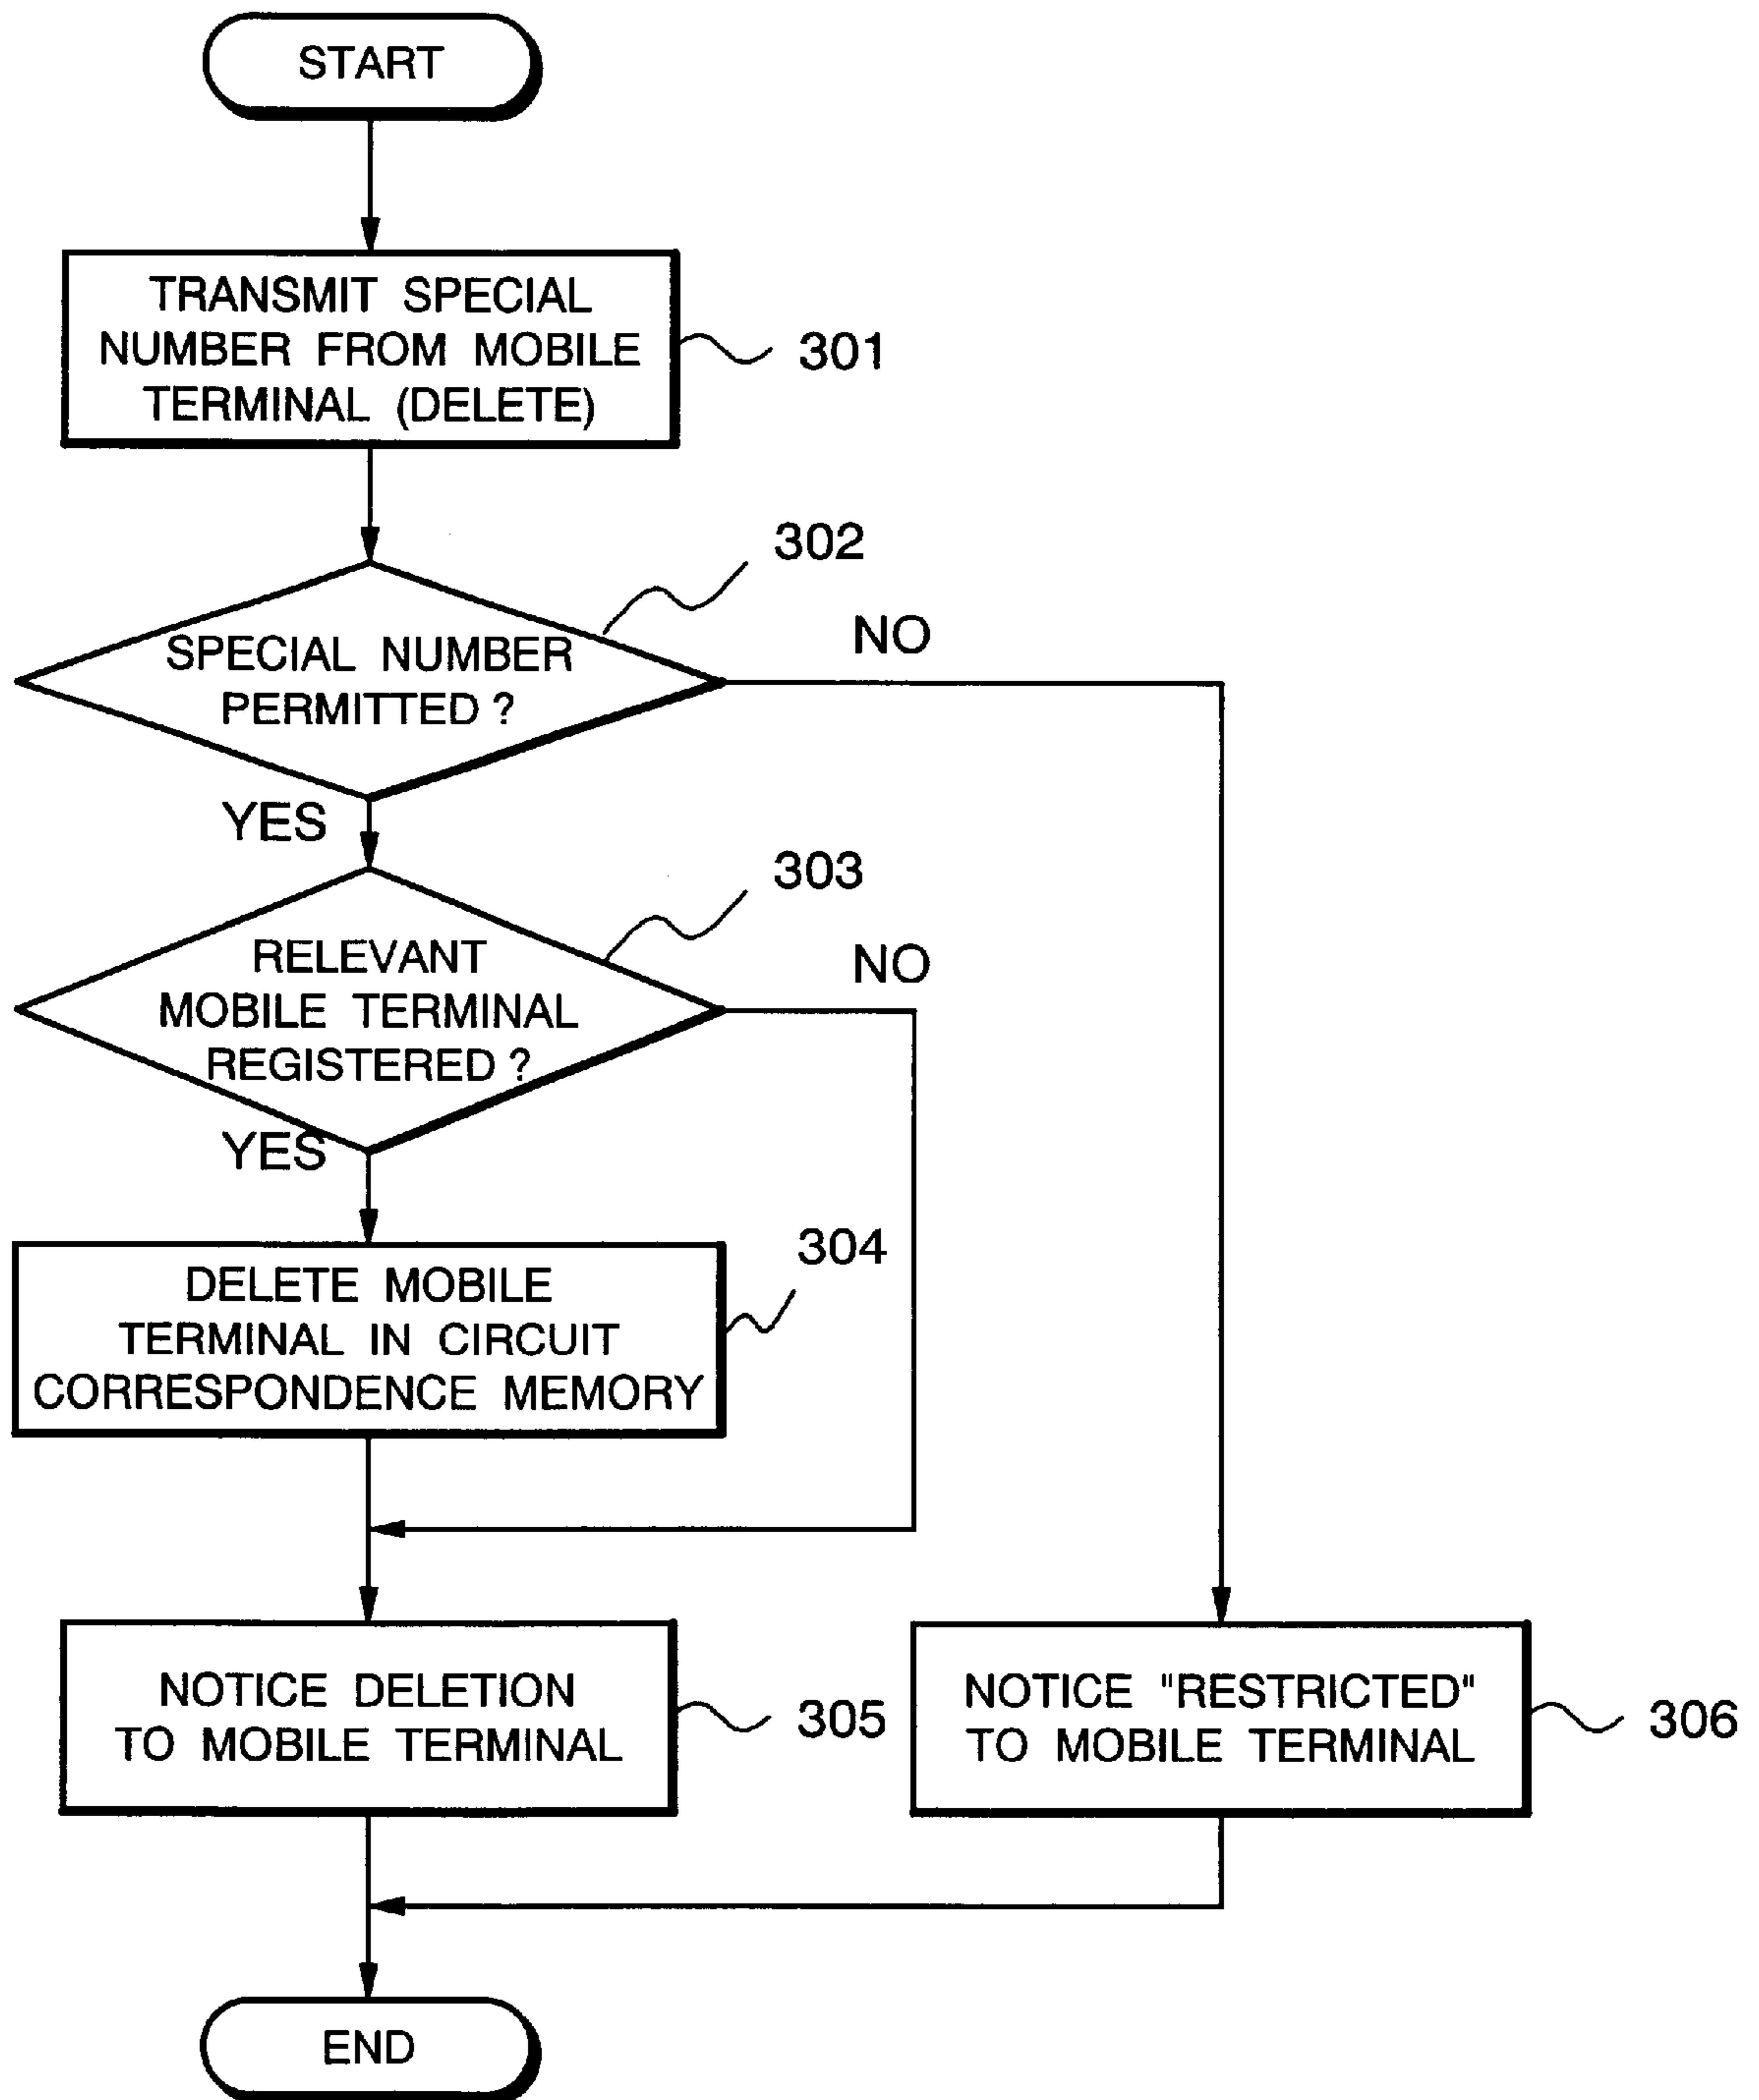 START
TRANSMIT SPECIAL
NUMBER FROM MOBILE
TERMINAL (DELETE)
301
302
SPECIAL NUMBER
PERMITTED ?
NO
YES
303
RELEVANT
MOBILE TERMINAL
REGISTERED ?
NO
YES
304
DELETE MOBILE
TERMINAL IN CIRCUIT
CORRESPONDENCE MEMORY
NOTICE DELETION
TO MOBILE TERMINAL
305
NOTICE "RESTRICTED"
TO MOBILE TERMINAL
306
END